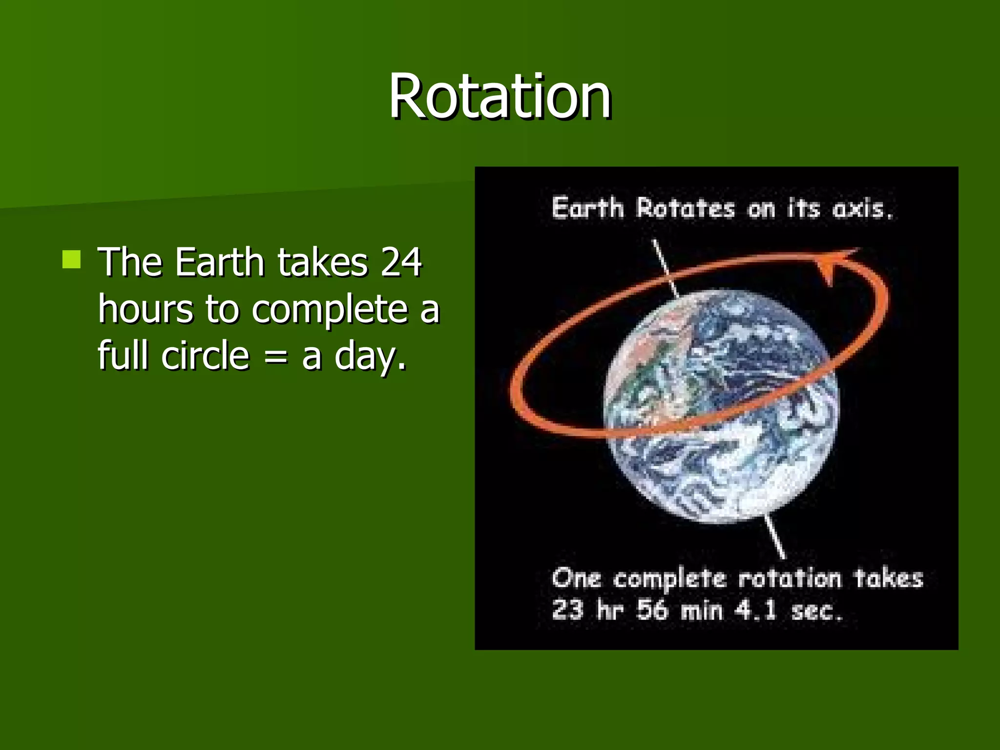 Rotation
The Earth takes 24
hours to complete a
full circle = a day.
Earth Rotates on its axis.
One complete rotation takes
23 hr 56 min 4.1 sec.